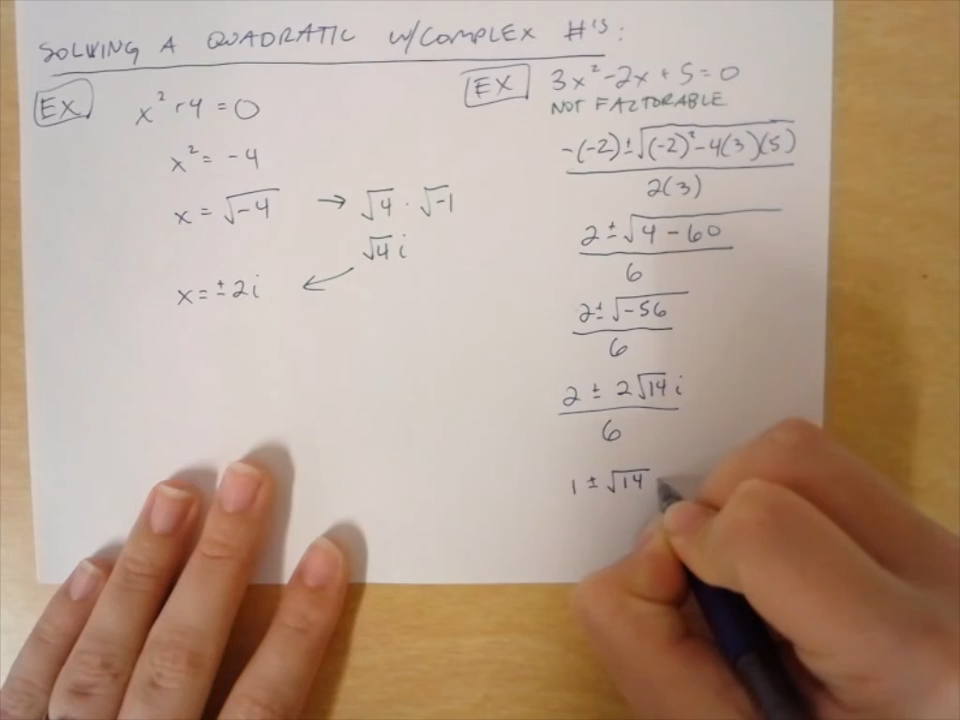 SOLVING A QUADRATIC w/COMPLEX #'s:
EX
x² + 4 = 0
x² = -4
x = √-4 → √4 · √-1
√4 i
x = ± 2i ←
EX
3x² - 2x + 5 = 0
NOT FACTORABLE
-(-2) ± √(-2)² - 4(3)(5)
2(3)
2 ± √4 - 60
6
2 ± √-56
6
2 ± 2√14 i
6
1 ± √14